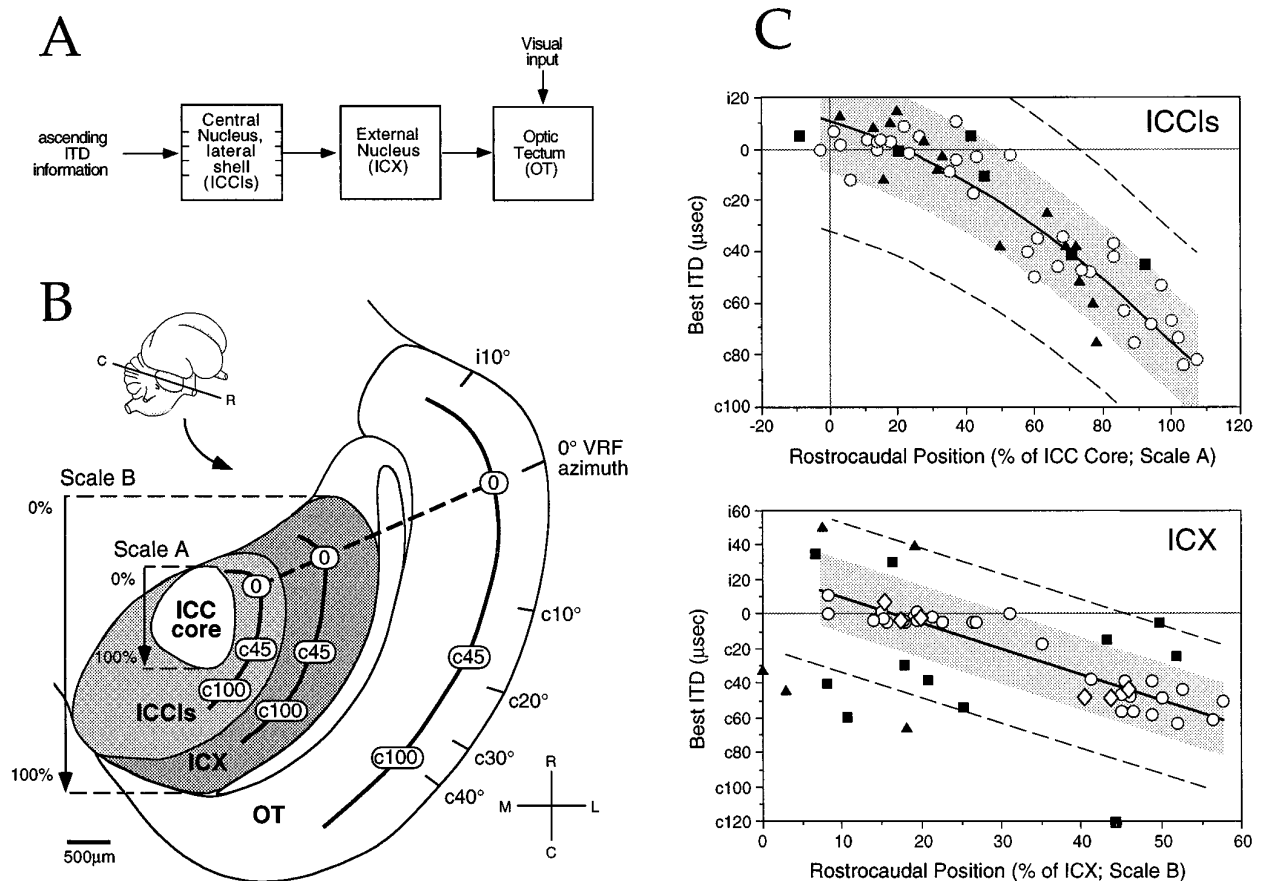 A
Visual
input
ascending
ITD
information
Central
Nucleus,
lateral
shell
(ICCls)
External
Nucleus
(ICX)
Optic
Tectum
(OT)
B
C
R
i10°
0° VRF
azimuth
c10°
c20°
c30°
c40°
Scale B
0%
100%
Scale A
0%
100%
ICC
core
ICCls
ICX
OT
0
c45
c100
0
c45
c100
0
c45
c100
R
M
L
C
500µm
C
ICCls
Best ITD (µsec)
i20
0
c20
c40
c60
c80
c100
-20
0
20
40
60
80
100
120
Rostrocaudal Position (% of ICC Core; Scale A)
ICX
Best ITD (µsec)
i60
i40
i20
0
c20
c40
c60
c80
c100
c120
0
10
20
30
40
50
60
Rostrocaudal Position (% of ICX; Scale B)